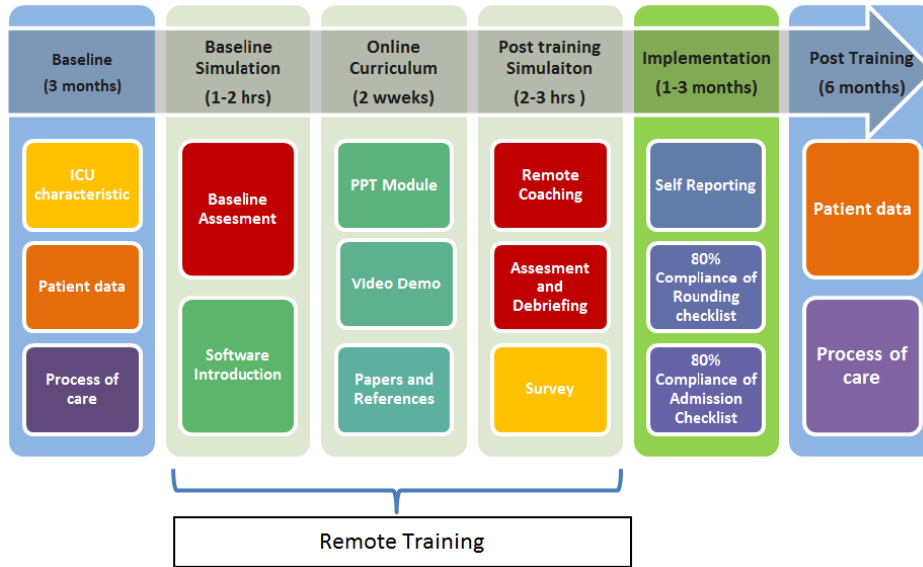 Baseline
(3 months)
Baseline
Simulation
(1-2 hrs)
Online
Curriculum
(2 wweeks)
Post training
Simulaiton
(2-3 hrs )
Implementation
(1-3 months)
Post Training
(6 months)
ICU
characteristic
Patient data
Process of
care
Baseline
Assesment
Software
Introduction
PPT Module
VIdeo Demo
Papers and
References
Remote
Coaching
Assesment
and
Debriefing
Survey
Self Reporting
80%
Compliance of
Rounding
checklist
80%
Compliance of
Admission
Checklist
Patient data
Process of
care
Remote Training